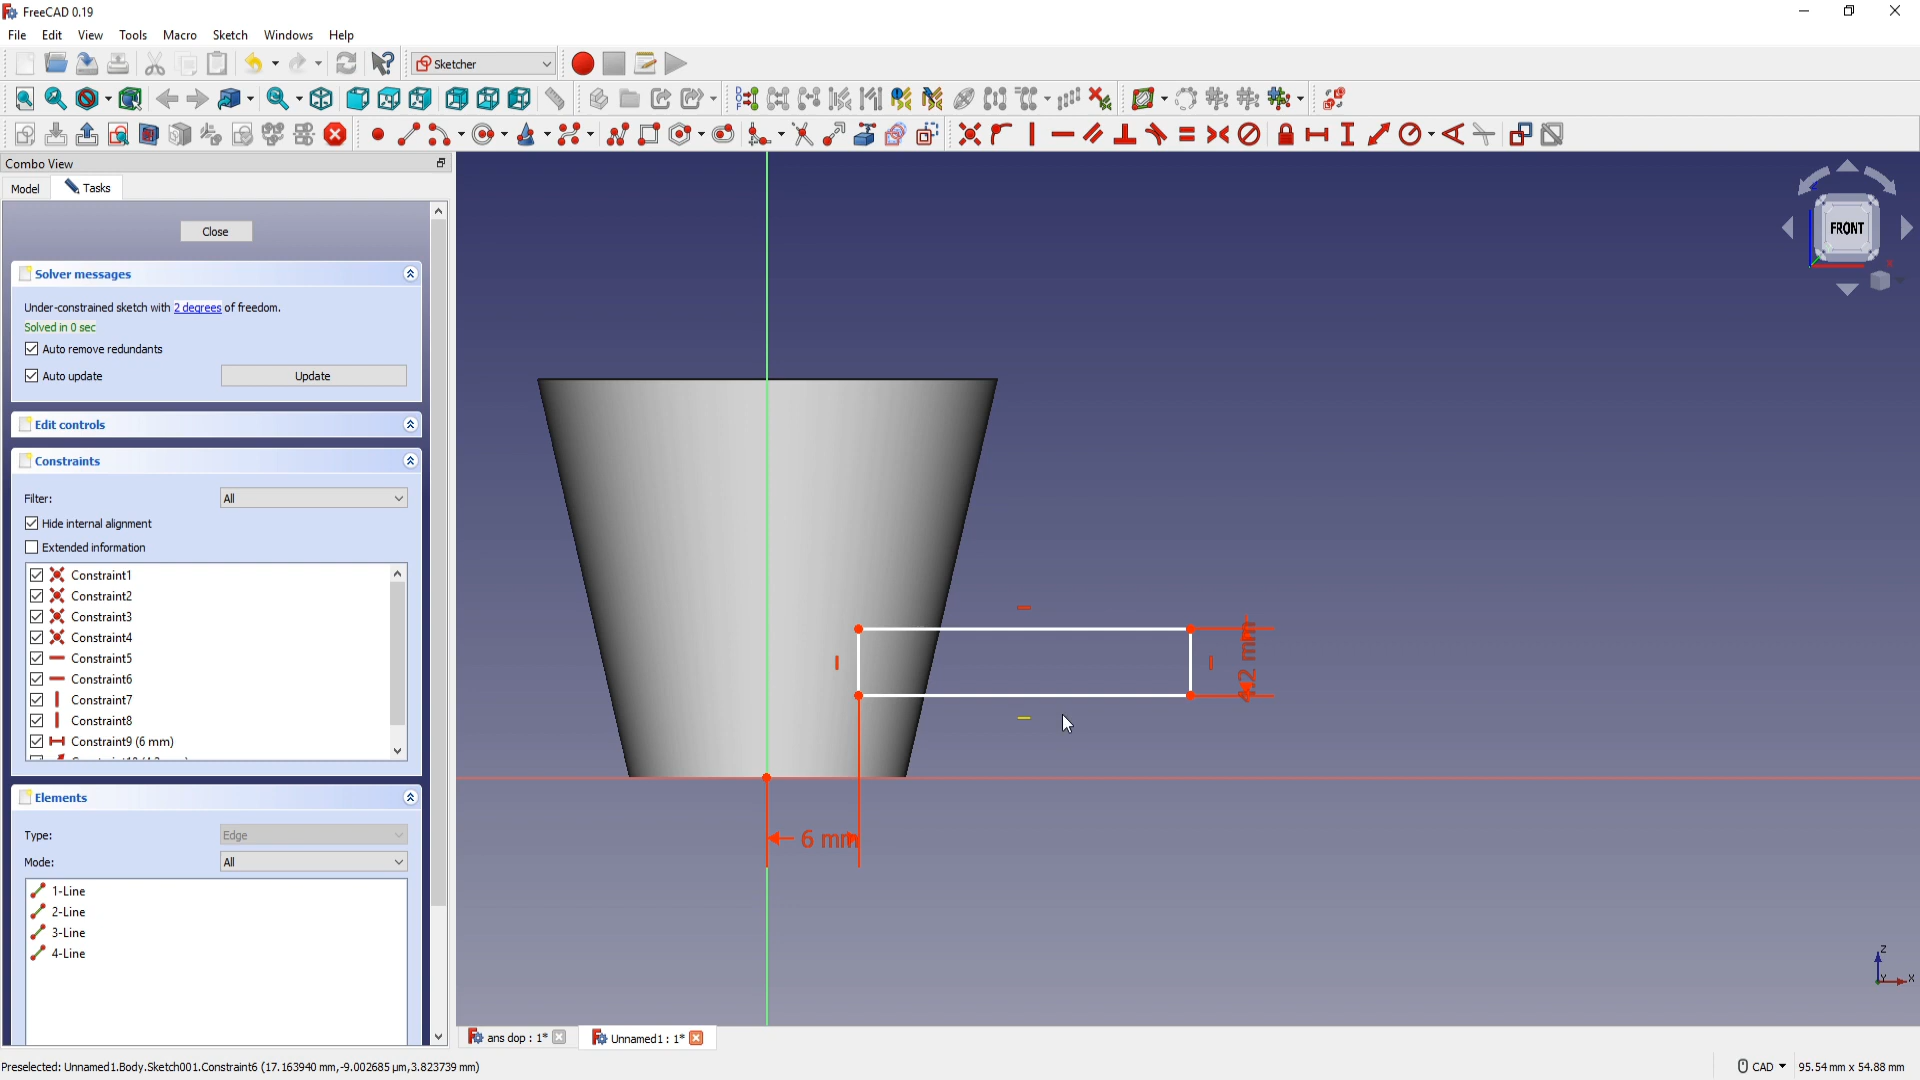 FreeCAD 0.19
File Edit View Tools Macro Sketch Windows Help
Sketcher
Combo View
Model Tasks
Close
Solver messages
Under-constrained sketch with 2 degrees of freedom.
Solved in 0 sec
Auto remove redundants
Auto update Update
Edit controls
Constraints
Filter: All
Hide internal alignment
Extended information
Constraint1
Constraint2
Constraint3
Constraint4
Constraint5
Constraint6
Constraint7
Constraint8
Constraint9 (6 mm)
Elements
Type: Edge
Mode: All
1-Line
2-Line
3-Line
4-Line
FRONT
Z
X
Y
6 mm
ans dop : 1*
Unnamed1 : 1*
Preselected: Unnamed1.Body.Sketch001.Constraint6 (17.163940 mm,-9.002685 µm,3.823739 mm)
CAD 95.54 mm x 54.88 mm